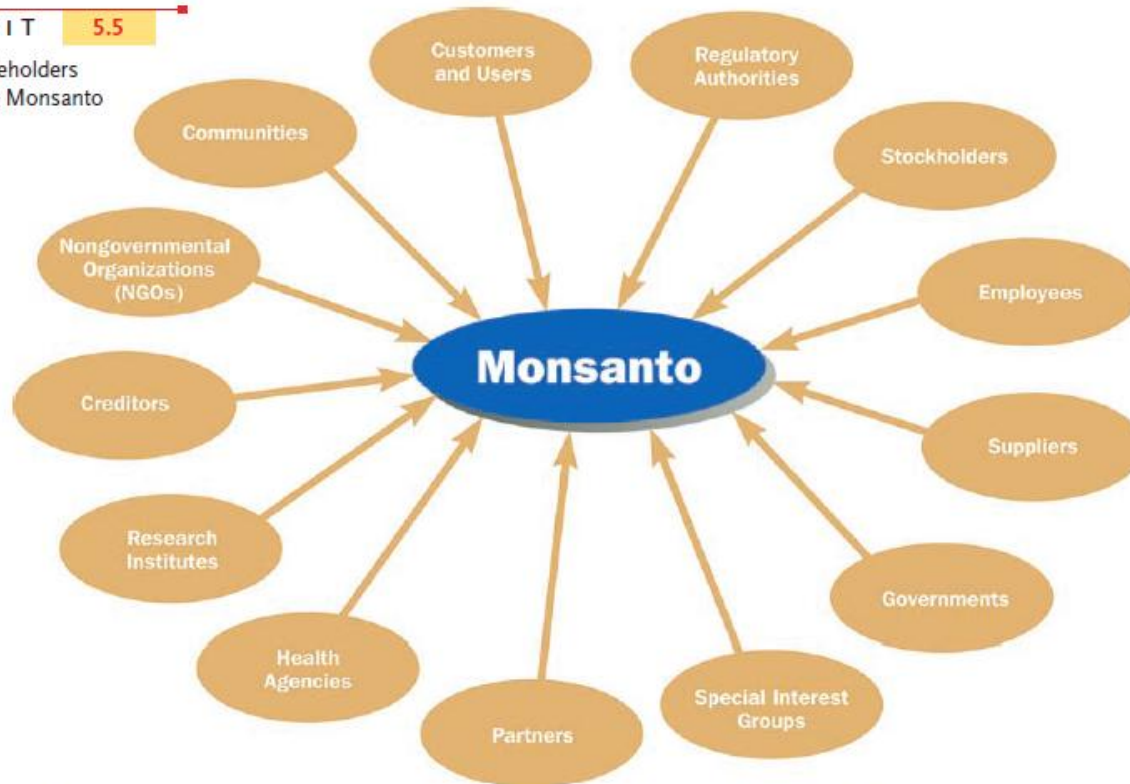 IT 5.5
eholders
Monsanto
Customers
and Users
Regulatory
Authorities
Communities
Stockholders
Nongovernmental
Organizations
(NGOs)
Employees
Monsanto
Creditors
Suppliers
Research
Institutes
Governments
Health
Agencies
Special Interest
Groups
Partners